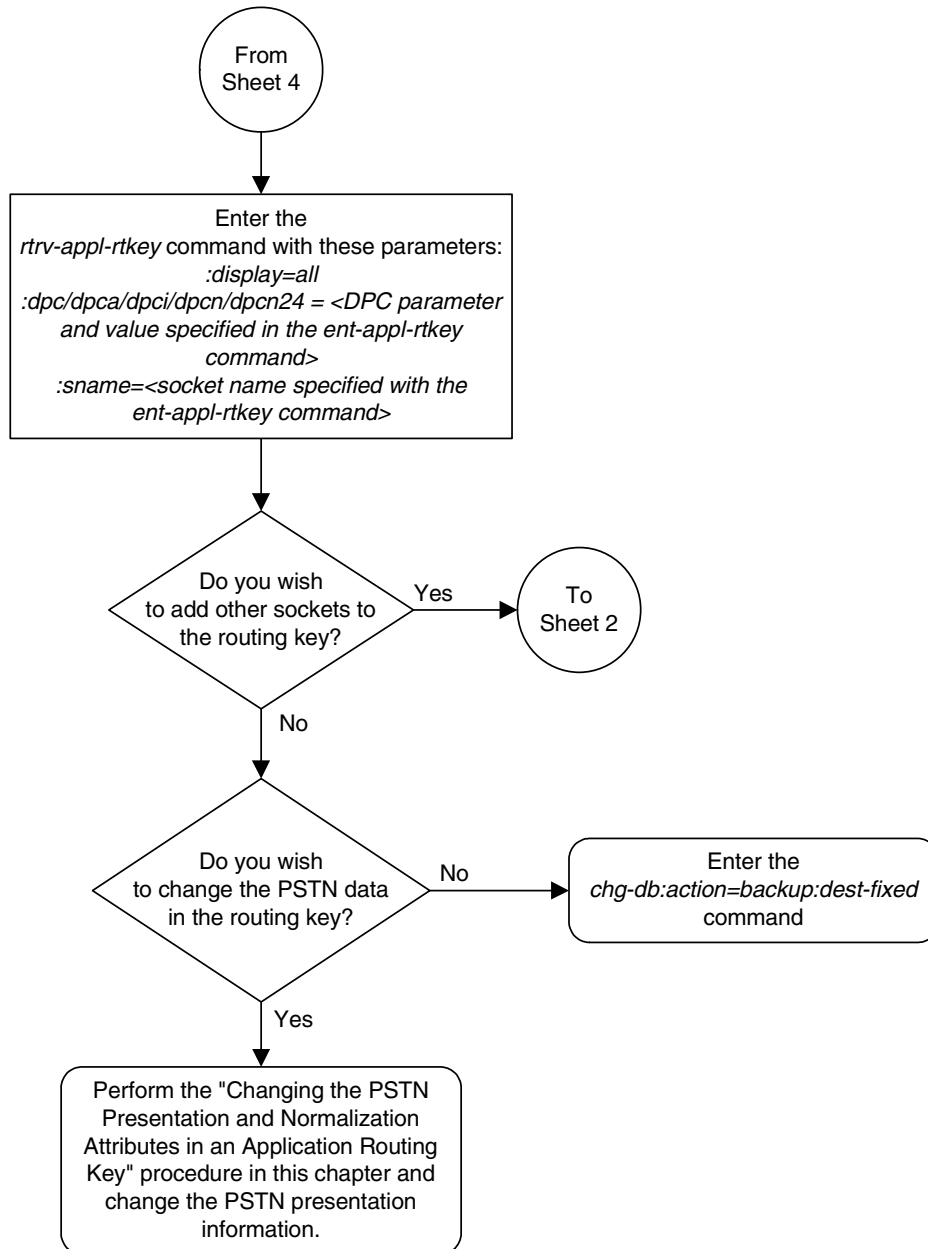 From
Sheet 4
Enter the
rtrv-appl-rtkey command with these parameters:
:display=all
:dpc/dpca/dpci/dpcn/dpcn24 = <DPC parameter
and value specified in the ent-appl-rtkey
command>
:sname=<socket name specified with the
ent-appl-rtkey command>
Do you wish
to add other sockets to
the routing key?
Yes
To
Sheet 2
No
Do you wish
to change the PSTN data
in the routing key?
No
Enter the
chg-db:action=backup:dest-fixed
command
Yes
Perform the "Changing the PSTN
Presentation and Normalization
Attributes in an Application Routing
Key" procedure in this chapter and
change the PSTN presentation
information.